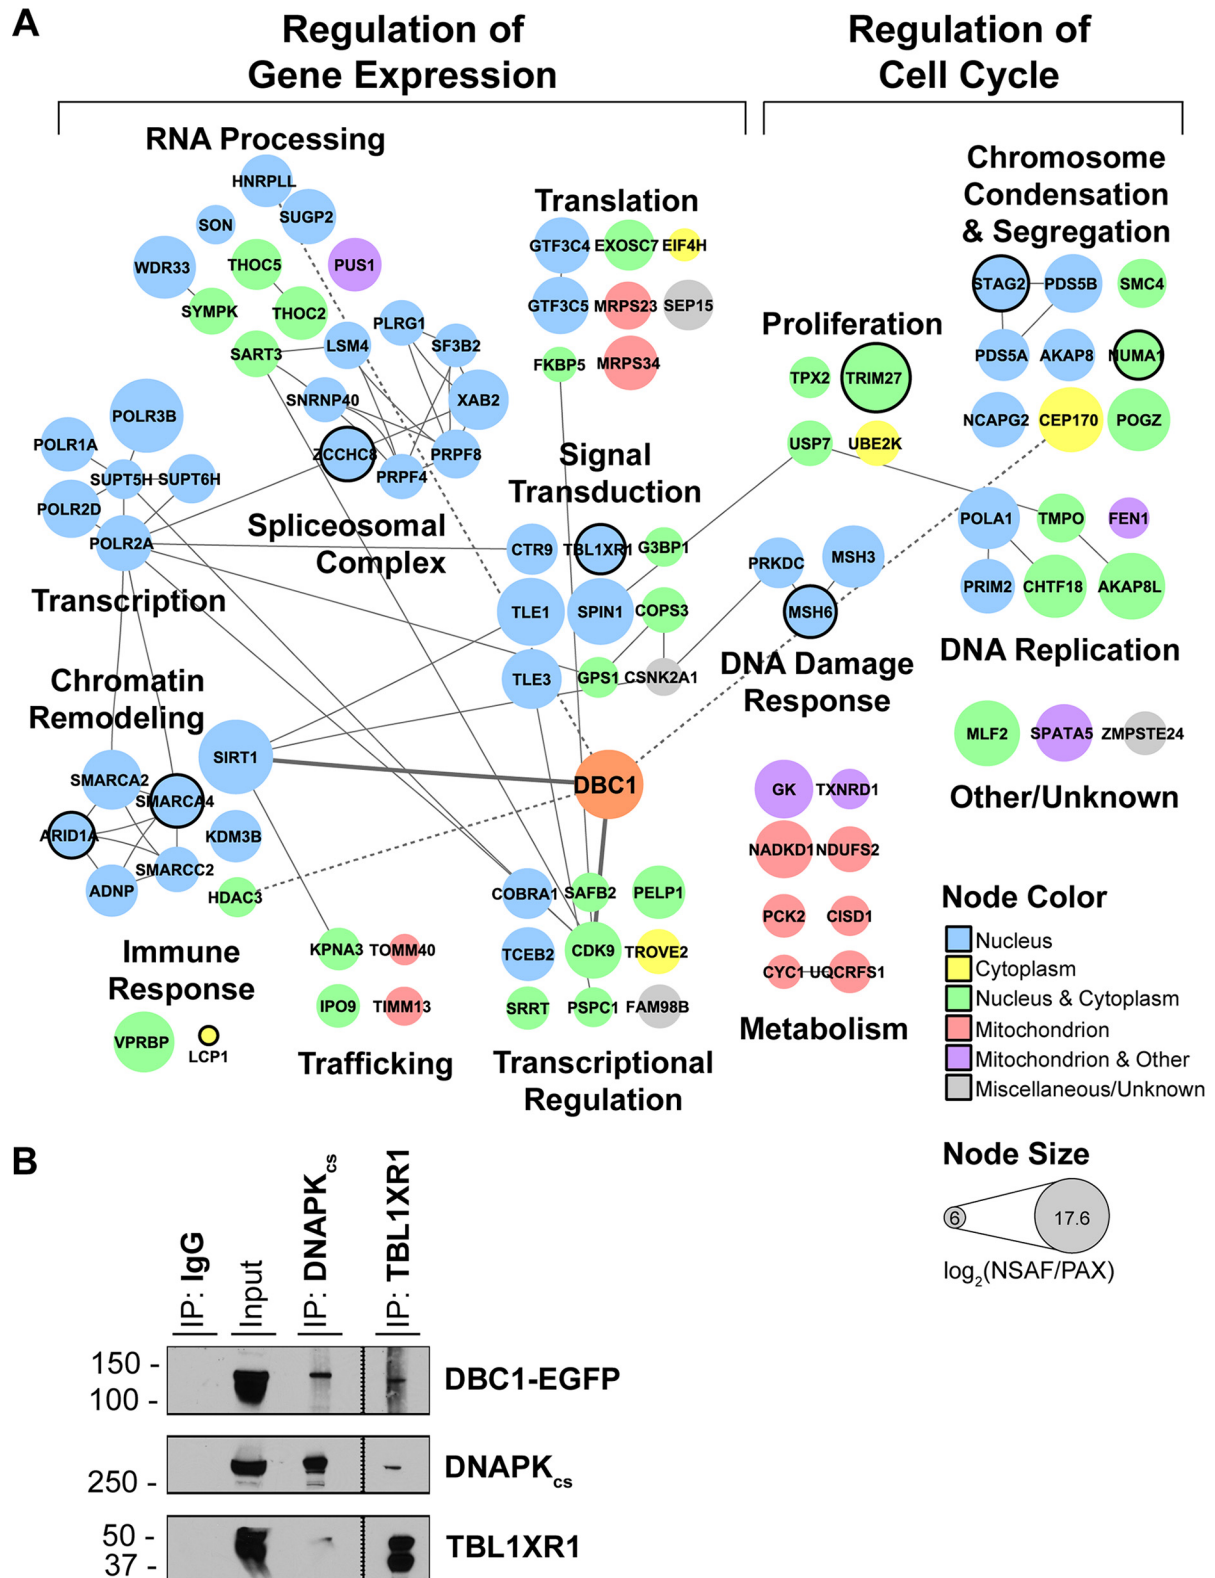 A
Regulation of
Gene Expression
Regulation of
Cell Cycle
RNA Processing
HNRPLL
SUGP2
SON
WDR33
THOC5
PUS1
SYMPK
THOC2
SART3
LSM4
PLRG1
SF3B2
SNRNP40
XAB2
ZCCHC8
PRPF8
PRPF4
Spliceosomal
Complex
POLR3B
POLR1A
SUPT5H
SUPT6H
POLR2D
POLR2A
Transcription
Translation
GTF3C4
EXOSC7
EIF4H
GTF3C5
MRPS23
SEP15
FKBP5
MRPS34
Signal
Transduction
CTR9
TBL1XR1
G3BP1
TLE1
SPIN1
COPS3
TLE3
GPS1
CSNK2A1
Chromatin
Remodeling
SIRT1
SMARCA2
SMARCA4
ARID1A
KDM3B
SMARCC2
ADNP
HDAC3
DBC1
Immune
Response
VPRBP
LCP1
KPNA3
TOMM40
IPO9
TIMM13
Trafficking
COBRA1
SAFB2
PELP1
TCEB2
CDK9
TROVE2
SRRT
PSPC1
FAM98B
Transcriptional
Regulation
Proliferation
TPX2
TRIM27
USP7
UBE2K
Chromosome
Condensation
& Segregation
STAG2
PDS5B
SMC4
PDS5A
AKAP8
NUMA1
NCAPG2
CEP170
POGZ
PRKDC
MSH3
MSH6
DNA Damage
Response
POLA1
TMPO
FEN1
PRIM2
CHTF18
AKAP8L
DNA Replication
MLF2
SPATA5
ZMPSTE24
Other/Unknown
GK
TXNRD1
NADKD1
NDUFS2
PCK2
CISD1
CYC1
UQCRFS1
Metabolism
Node Color
Nucleus
Cytoplasm
Nucleus & Cytoplasm
Mitochondrion
Mitochondrion & Other
Miscellaneous/Unknown
Node Size
6
17.6
log2(NSAF/PAX)
B
IP: IgG
Input
IP: DNAPKcs
IP: TBL1XR1
150 -
100 -
DBC1-EGFP
250 -
DNAPKcs
50 -
37 -
TBL1XR1